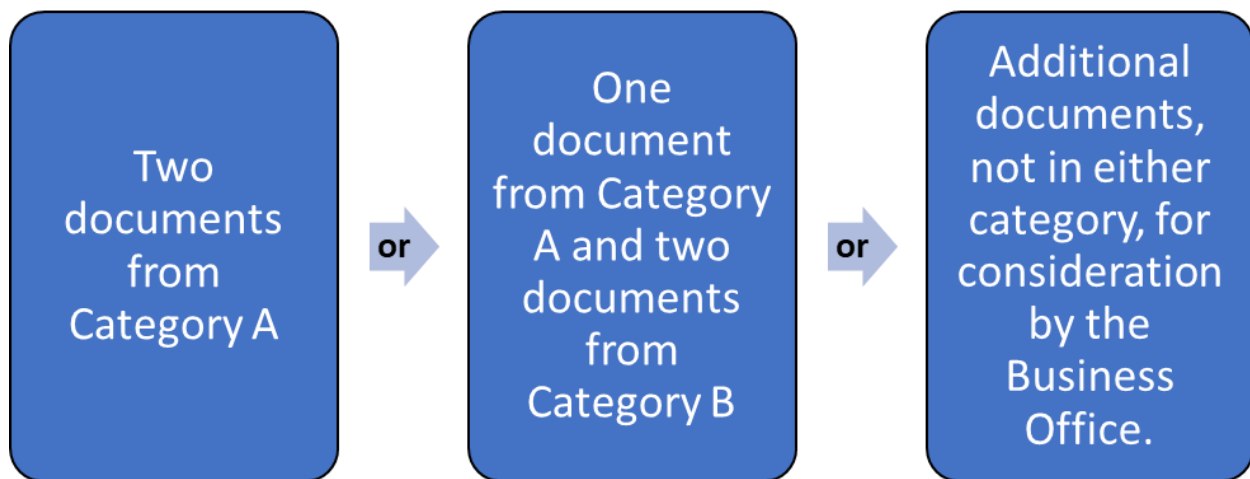 Two
documents
from
Category A
or
One
document
from Category
A and two
documents
from
Category B
or
Additional
documents,
not in either
category, for
consideration
by the
Business
Office.